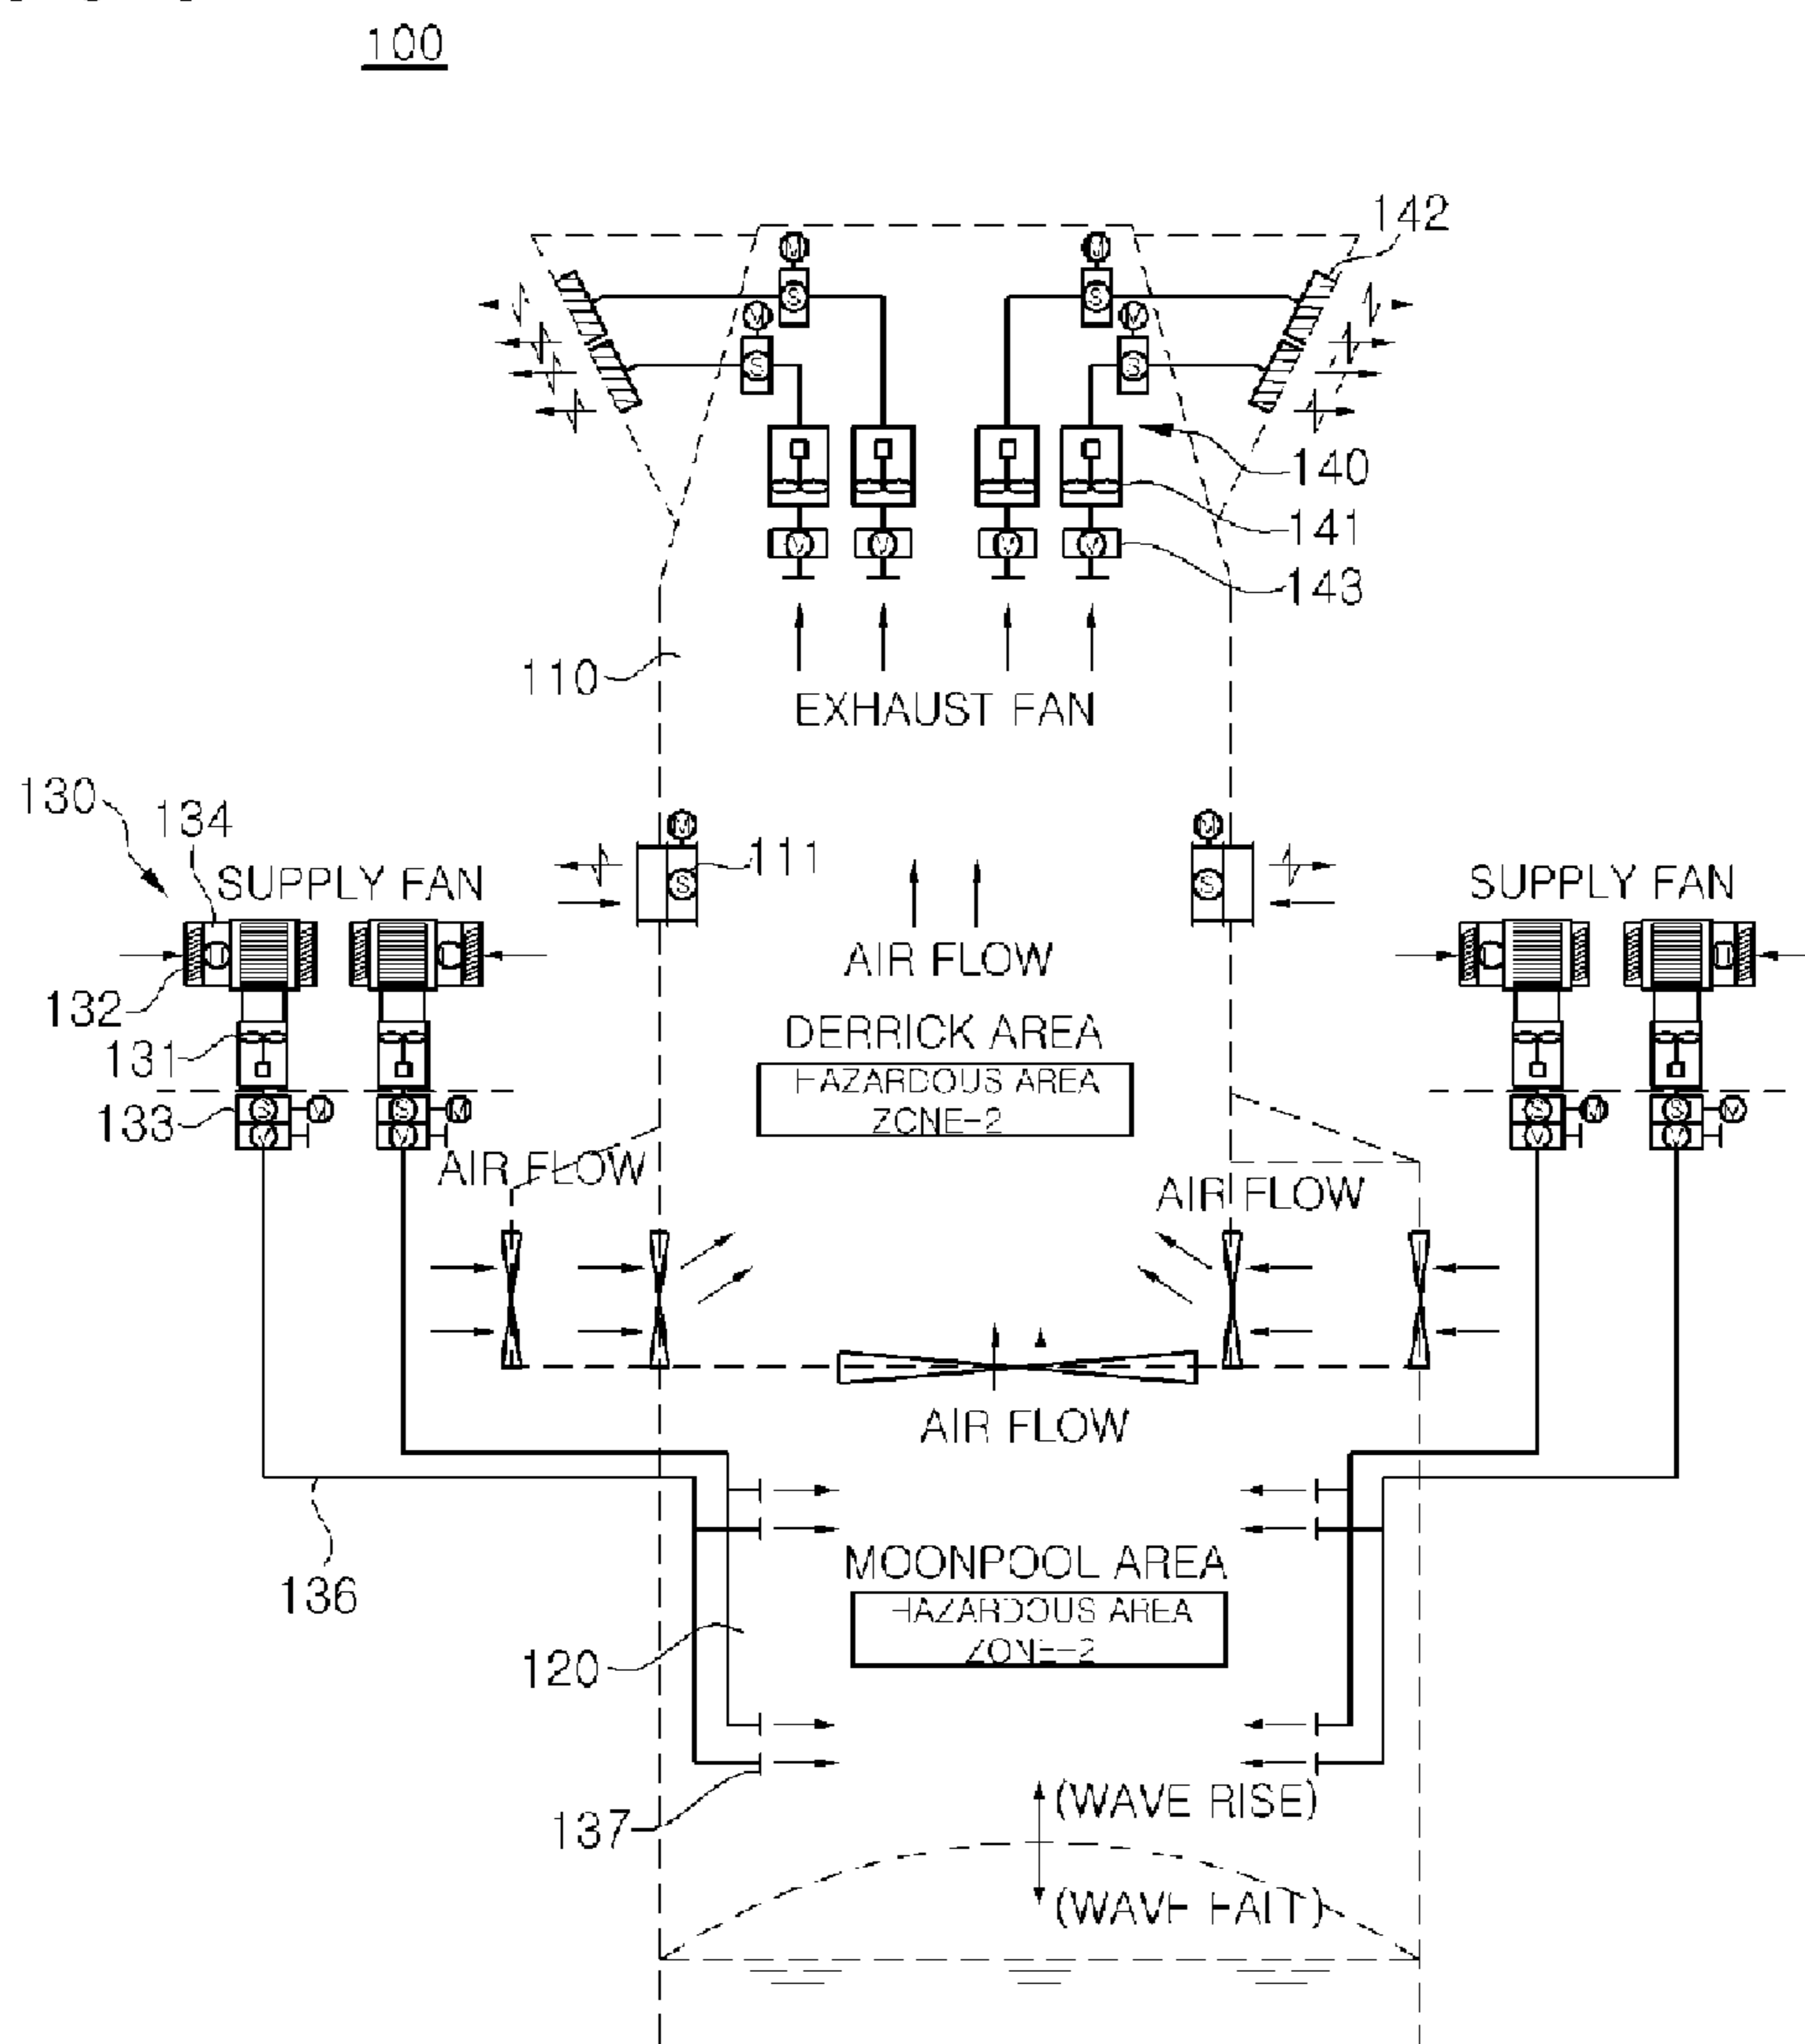 100
142
140
141
143
110
EXHAUST FAN
130
134
111
SUPPLY FAN
SUPPLY FAN
AIR FLOW
132
DERRICK AREA
131
HAZARDOUS AREA
ZONE-2
133
AIR FLOW
AIR FLOW
AIR FLOW
MOONPOOL AREA
136
HAZARDOUS AREA
ZONE-2
120
(WAVE RISE)
137
(WAVE